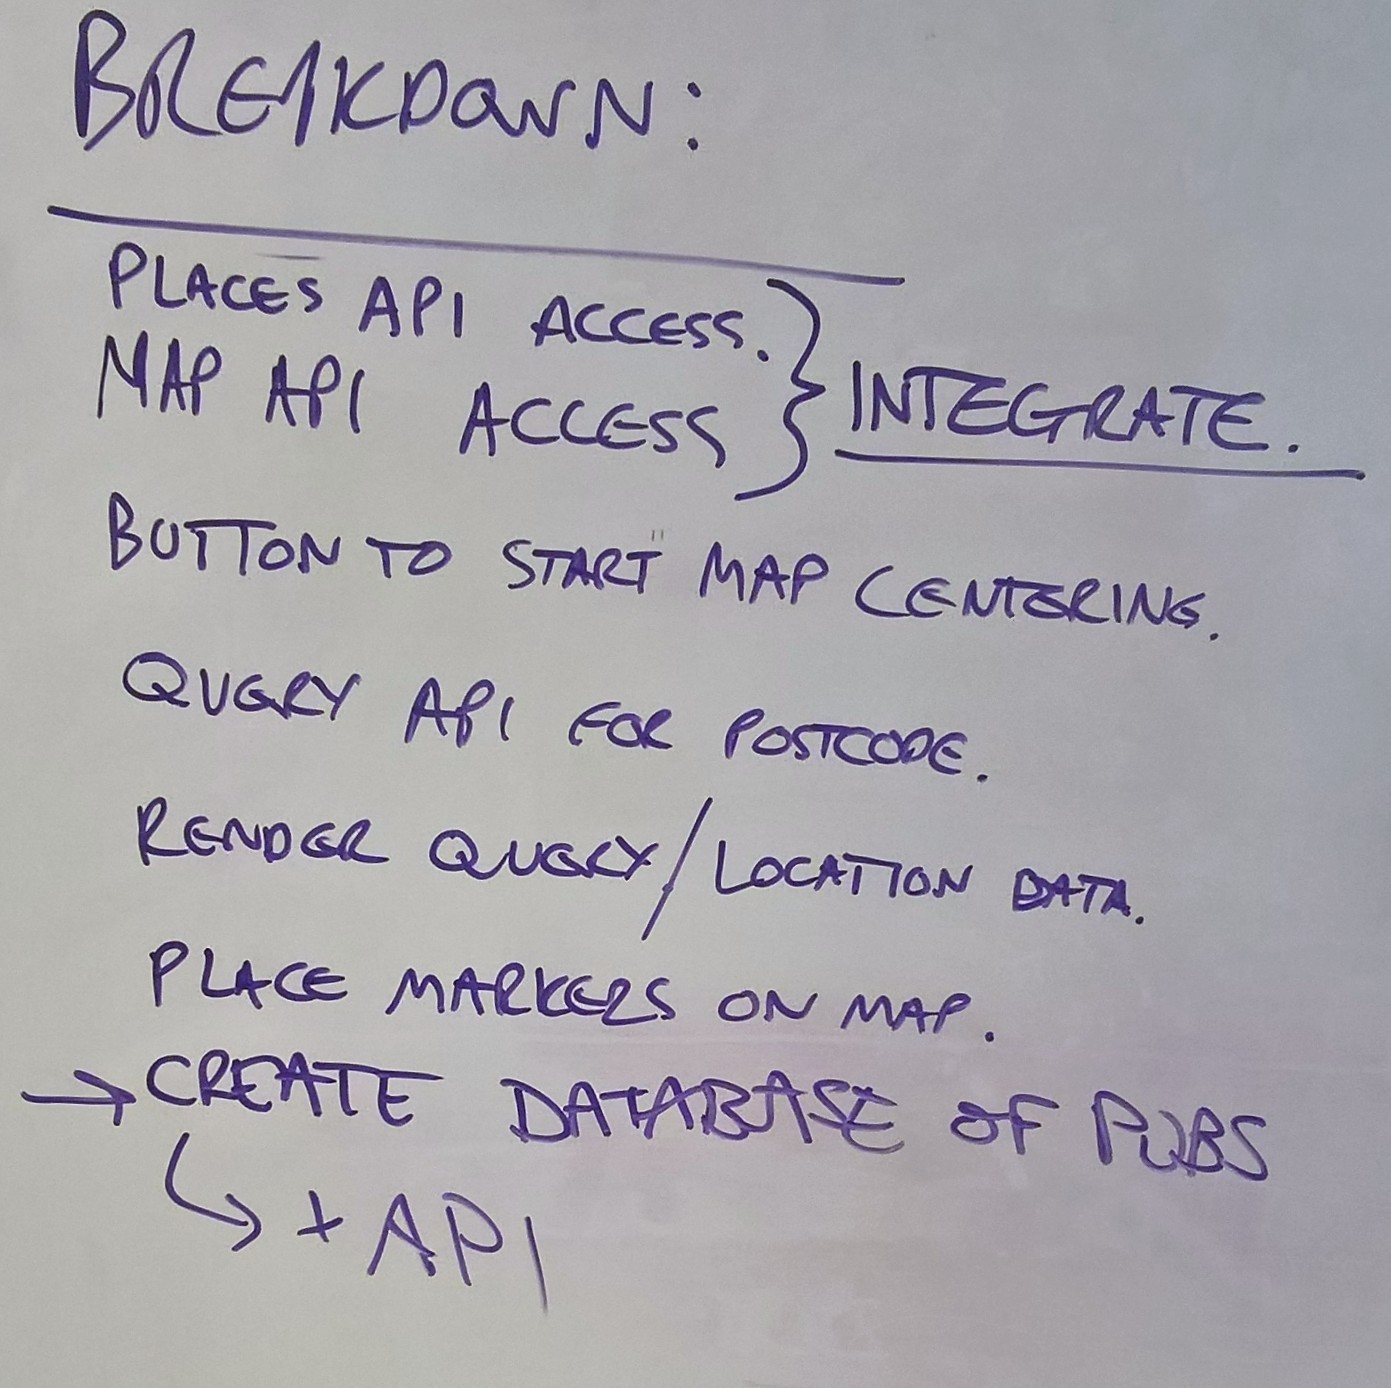 BREAKDOWN:
PLACES API ACCESS.
MAP API ACCESS
} INTEGRATE.
BUTTON TO START MAP CENTERING.
QUERY API FOR POSTCODE.
RENDER QUERY/LOCATION DATA.
PLACE MARKERS ON MAP.
→ CREATE DATABASE OF PUBS
↳ + API